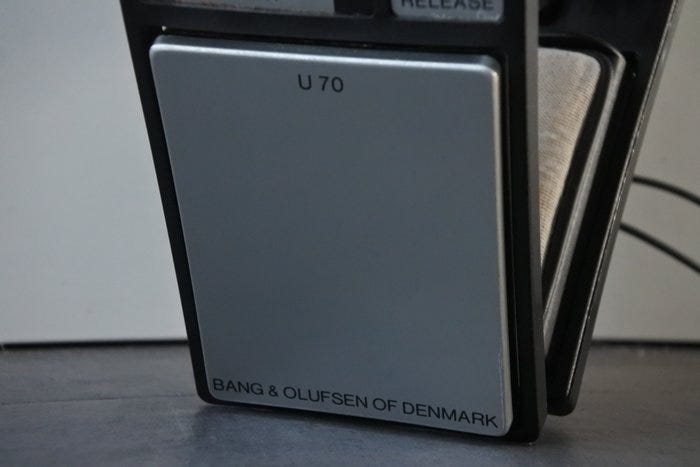 RELEASE
U 70
BANG & OLUFSEN OF DENMARK